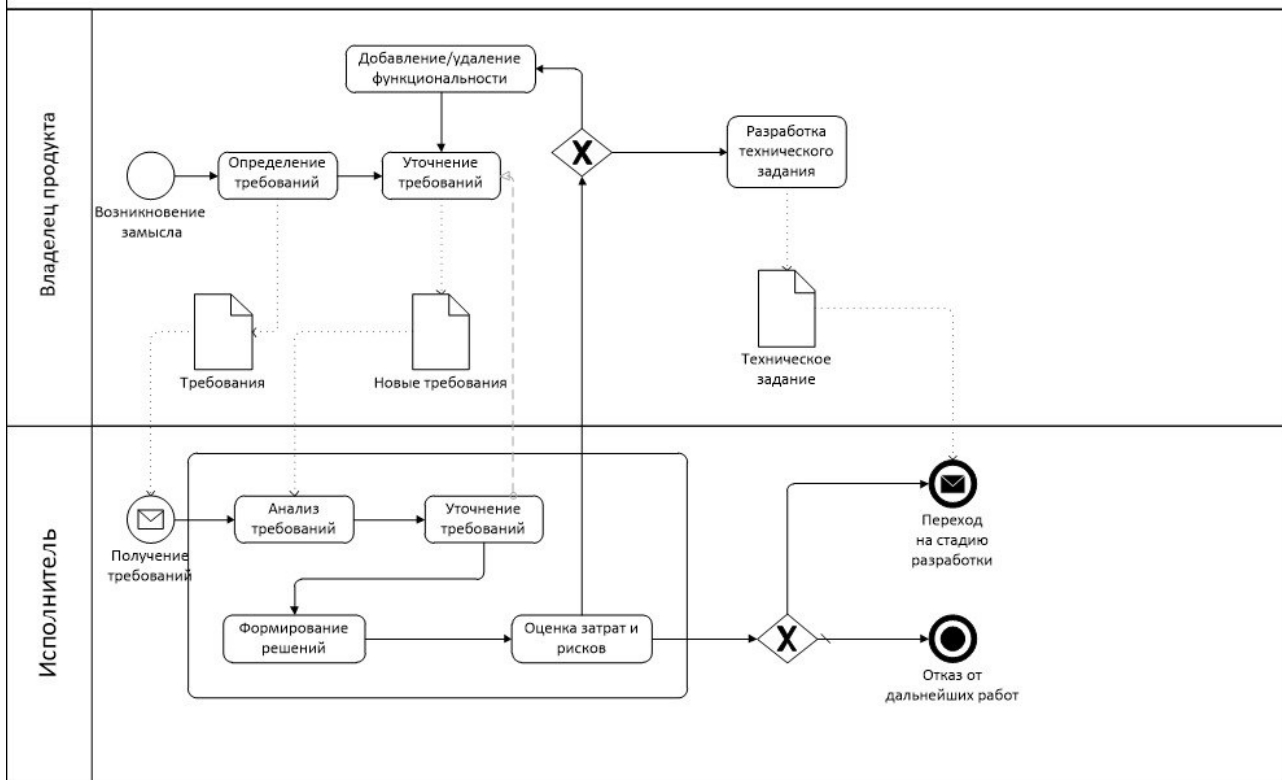 Владелец продукта
Добавление/удаление
функциональности
Возникновение
замысла
Определение
требований
Уточнение
требований
X
Разработка
технического
задания
Требования
Новые требования
Техническое
задание
Исполнитель
Получение
требований
Анализ
требований
Уточнение
требований
Формирование
решений
Оценка затрат и
рисков
X
Переход
на стадию
разработки
Отказ от
дальнейших работ